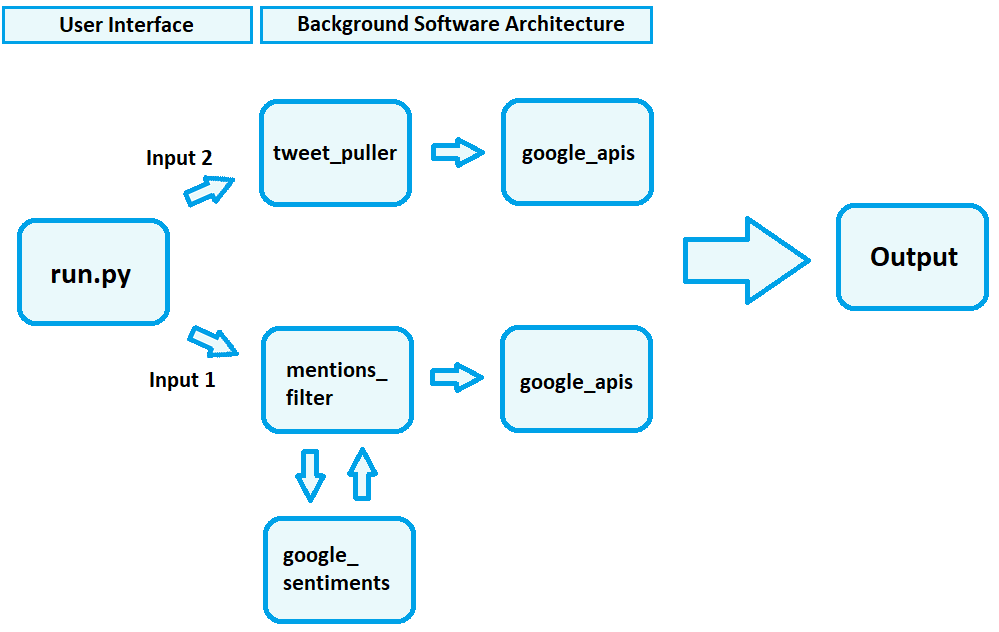 User Interface
Background Software Architecture
Input 2
tweet_puller
google_apis
run.py
Output
Input 1
mentions_
filter
google_apis
google_
sentiments